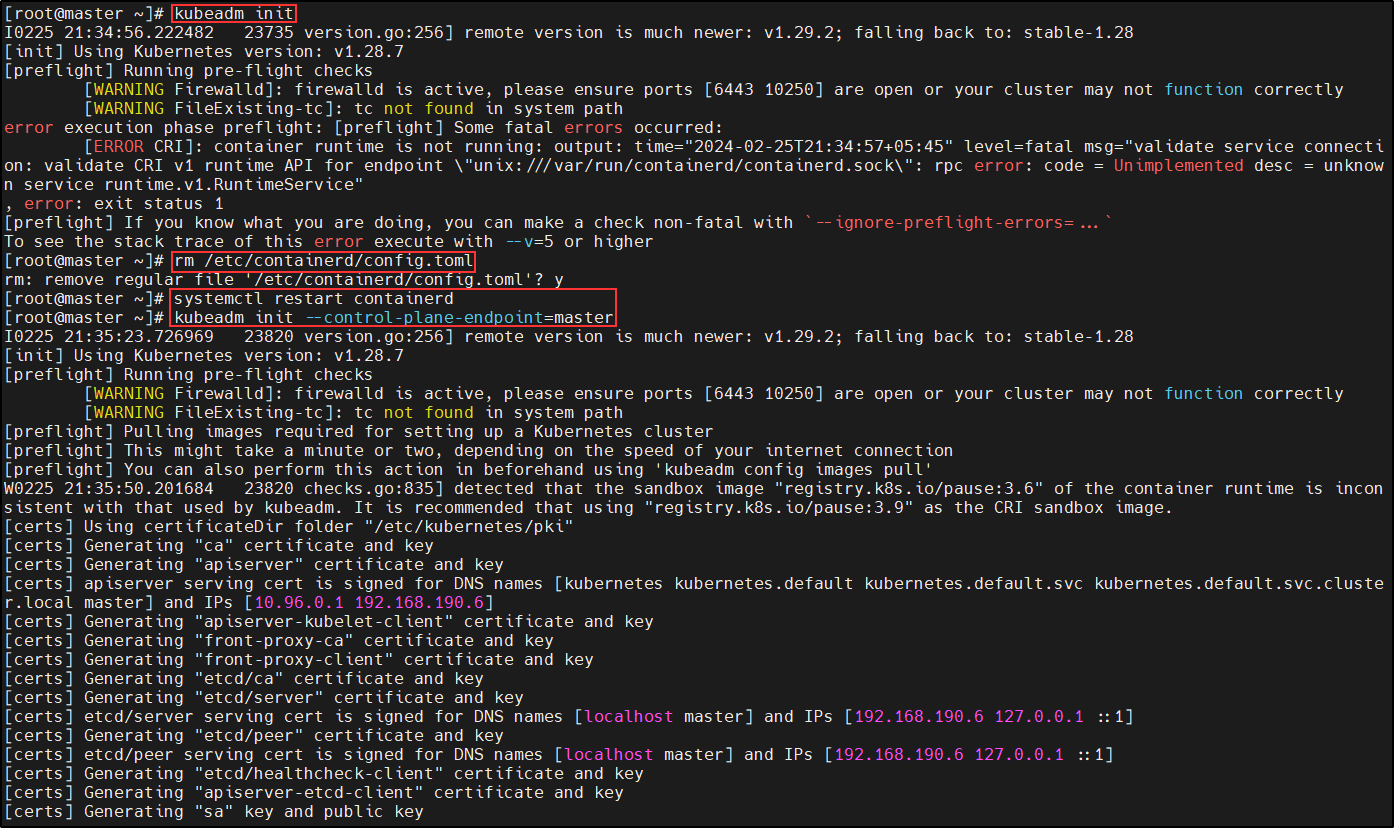 [root@master ~]# kubeadm init
I0225 21:34:56.222482   23735 version.go:256] remote version is much newer: v1.29.2; falling back to: stable-1.28
[init] Using Kubernetes version: v1.28.7
[preflight] Running pre-flight checks
        [WARNING Firewalld]: firewalld is active, please ensure ports [6443 10250] are open or your cluster may not function correctly
        [WARNING FileExisting-tc]: tc not found in system path
error execution phase preflight: [preflight] Some fatal errors occurred:
        [ERROR CRI]: container runtime is not running: output: time="2024-02-25T21:34:57+05:45" level=fatal msg="validate service connecti
on: validate CRI v1 runtime API for endpoint \"unix:///var/run/containerd/containerd.sock\": rpc error: code = Unimplemented desc = unknow
n service runtime.v1.RuntimeService"
, error: exit status 1
[preflight] If you know what you are doing, you can make a check non-fatal with `--ignore-preflight-errors=...`
To see the stack trace of this error execute with --v=5 or higher
[root@master ~]# rm /etc/containerd/config.toml
rm: remove regular file '/etc/containerd/config.toml'? y
[root@master ~]# systemctl restart containerd
[root@master ~]# kubeadm init --control-plane-endpoint=master
I0225 21:35:23.726969   23820 version.go:256] remote version is much newer: v1.29.2; falling back to: stable-1.28
[init] Using Kubernetes version: v1.28.7
[preflight] Running pre-flight checks
        [WARNING Firewalld]: firewalld is active, please ensure ports [6443 10250] are open or your cluster may not function correctly
        [WARNING FileExisting-tc]: tc not found in system path
[preflight] Pulling images required for setting up a Kubernetes cluster
[preflight] This might take a minute or two, depending on the speed of your internet connection
[preflight] You can also perform this action in beforehand using 'kubeadm config images pull'
W0225 21:35:50.201684   23820 checks.go:835] detected that the sandbox image "registry.k8s.io/pause:3.6" of the container runtime is incon
sistent with that used by kubeadm. It is recommended that using "registry.k8s.io/pause:3.9" as the CRI sandbox image.
[certs] Using certificateDir folder "/etc/kubernetes/pki"
[certs] Generating "ca" certificate and key
[certs] Generating "apiserver" certificate and key
[certs] apiserver serving cert is signed for DNS names [kubernetes kubernetes.default kubernetes.default.svc kubernetes.default.svc.cluste
r.local master] and IPs [10.96.0.1 192.168.190.6]
[certs] Generating "apiserver-kubelet-client" certificate and key
[certs] Generating "front-proxy-ca" certificate and key
[certs] Generating "front-proxy-client" certificate and key
[certs] Generating "etcd/ca" certificate and key
[certs] Generating "etcd/server" certificate and key
[certs] etcd/server serving cert is signed for DNS names [localhost master] and IPs [192.168.190.6 127.0.0.1 ::1]
[certs] Generating "etcd/peer" certificate and key
[certs] etcd/peer serving cert is signed for DNS names [localhost master] and IPs [192.168.190.6 127.0.0.1 ::1]
[certs] Generating "etcd/healthcheck-client" certificate and key
[certs] Generating "apiserver-etcd-client" certificate and key
[certs] Generating "sa" key and public key